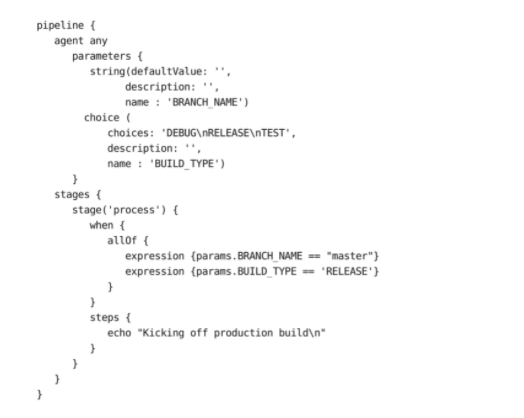 pipeline {
agent any
parameters {
string(defaultValue: '',
description: '',
name : 'BRANCH_NAME')
choice (
choices: 'DEBUG\nRELEASE\nTEST',
description: '',
name : 'BUILD_TYPE')
}
stages {
stage('process') {
when {
allOf {
expression {params.BRANCH_NAME == "master"}
expression {params.BUILD_TYPE == 'RELEASE'}
}
}
steps {
echo "Kicking off production build\n"
}
}
}
}